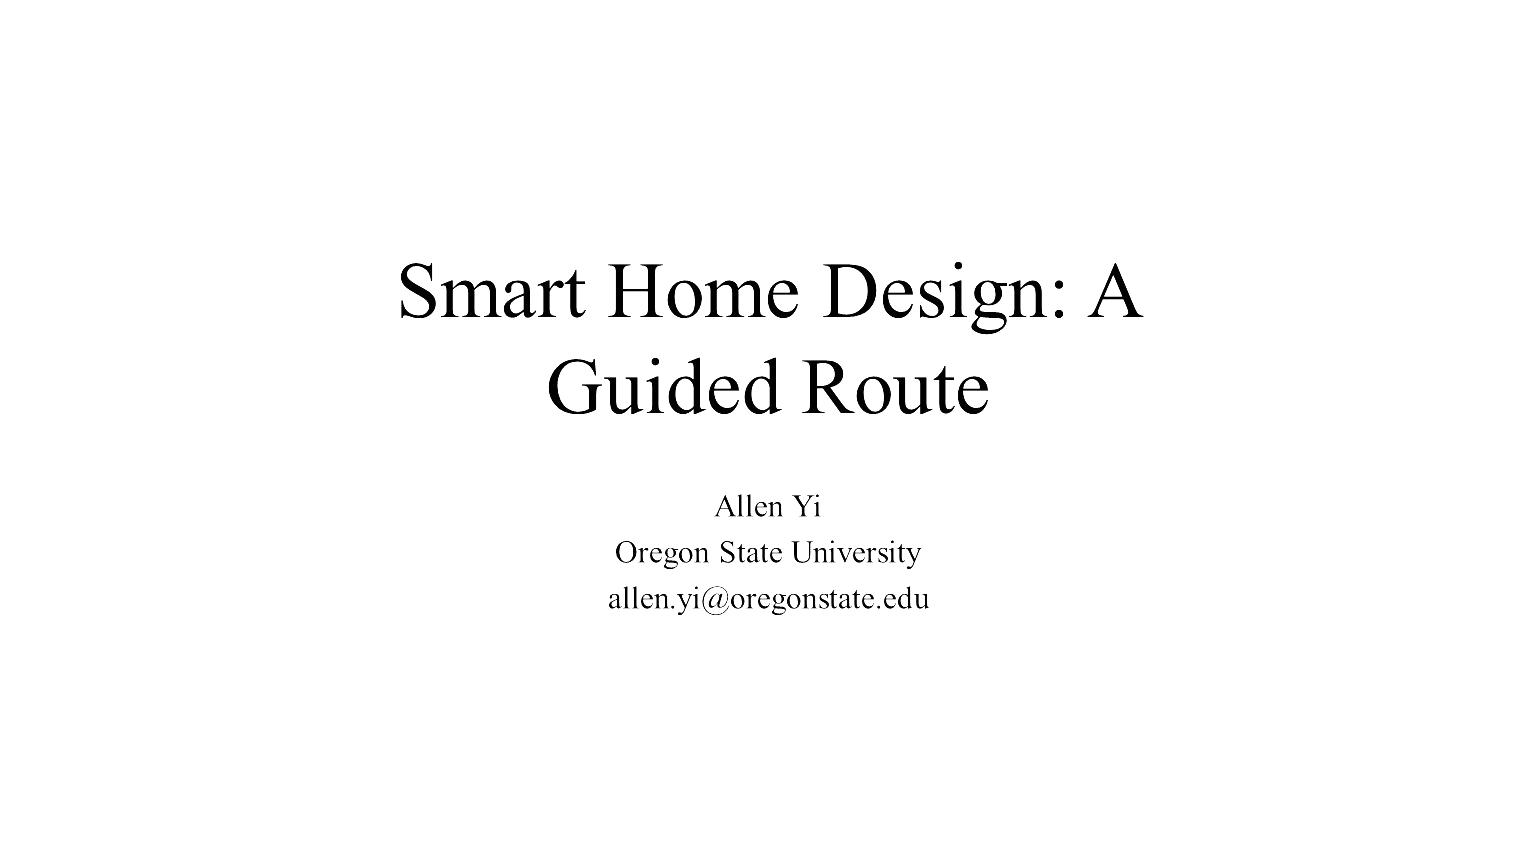 Smart Home Design: A
Guided Route
Allen Yi
Oregon State University
allen.yi@oregonstate.edu